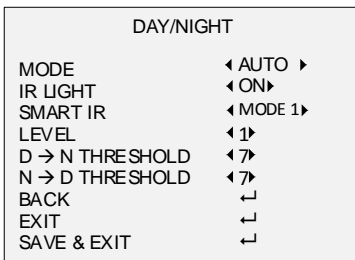 DAY/NIGHT
MODE ◀ AUTO ▶
IR LIGHT ◀ ON ▶
SMART IR ◀ MODE 1 ▶
LEVEL ◀ 1 ▶
D → N THRESHOLD ◀ 7 ▶
N → D THRESHOLD ◀ 7 ▶
BACK ↵
EXIT ↵
SAVE & EXIT ↵